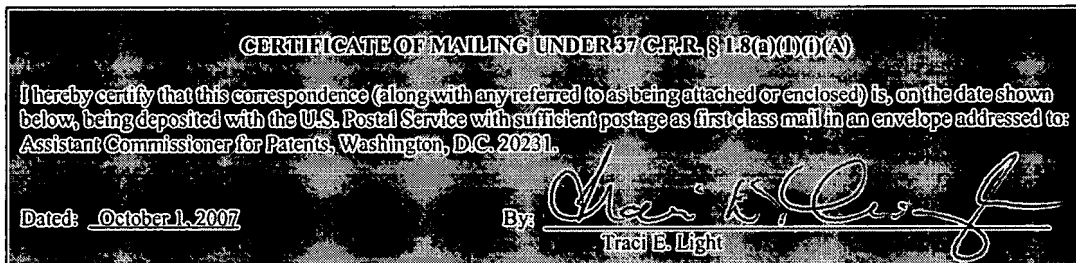 CERTIFICATE OF MAILING UNDER 37 C.F.R. § 1.8(a)(1)(i)(A)
I hereby certify that this correspondence (along with any referred to as being attached or enclosed) is, on the date shown
below, being deposited with the U.S. Postal Service with sufficient postage as first class mail in an envelope addressed to:
Assistant Commissioner for Patents, Washington, D.C. 20231.
Dated: October 1, 2007 By:
Traci E. Light